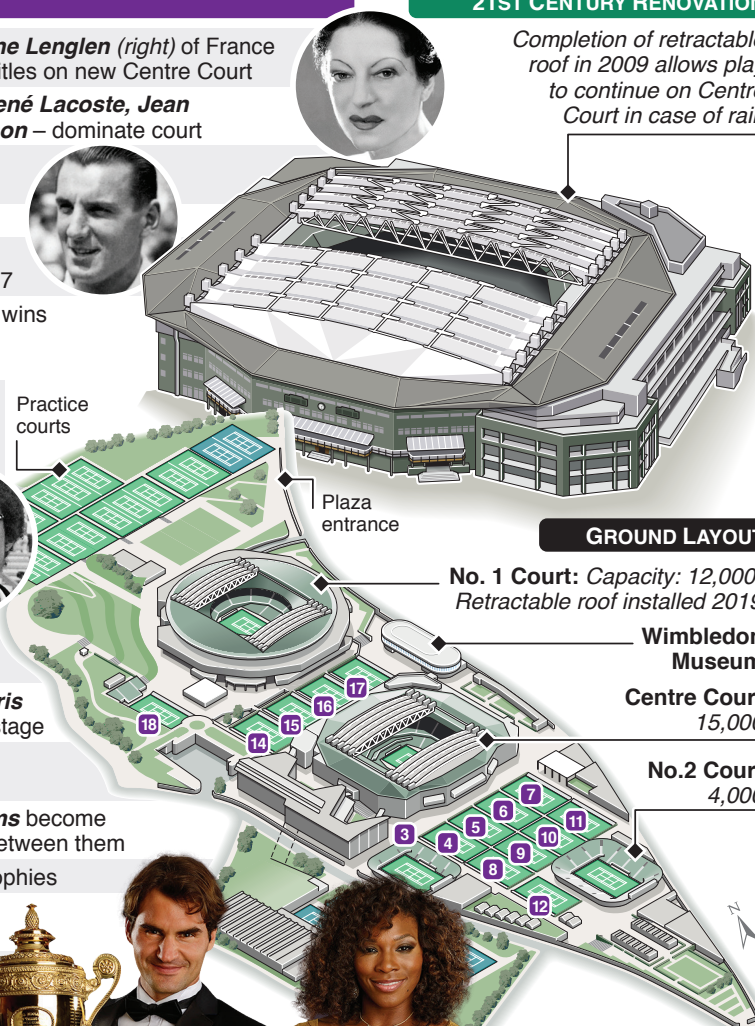 21ST CENTURY RENOVATION
ne Lenglen (right) of France
itles on new Centre Court
ené Lacoste, Jean
on – dominate court
Completion of retractable
roof in 2009 allows play
to continue on Centre
Court in case of rain
7
wins
Practice
courts
Plaza
entrance
GROUND LAYOUT
No. 1 Court: Capacity: 12,000.
Retractable roof installed 2019
Wimbledon
Museum
Centre Court
15,000
No.2 Court
4,000
ris
stage
ms become
etween them
ophies
17
16
15
14
18
7
6
11
5
10
3
4
9
8
12
N